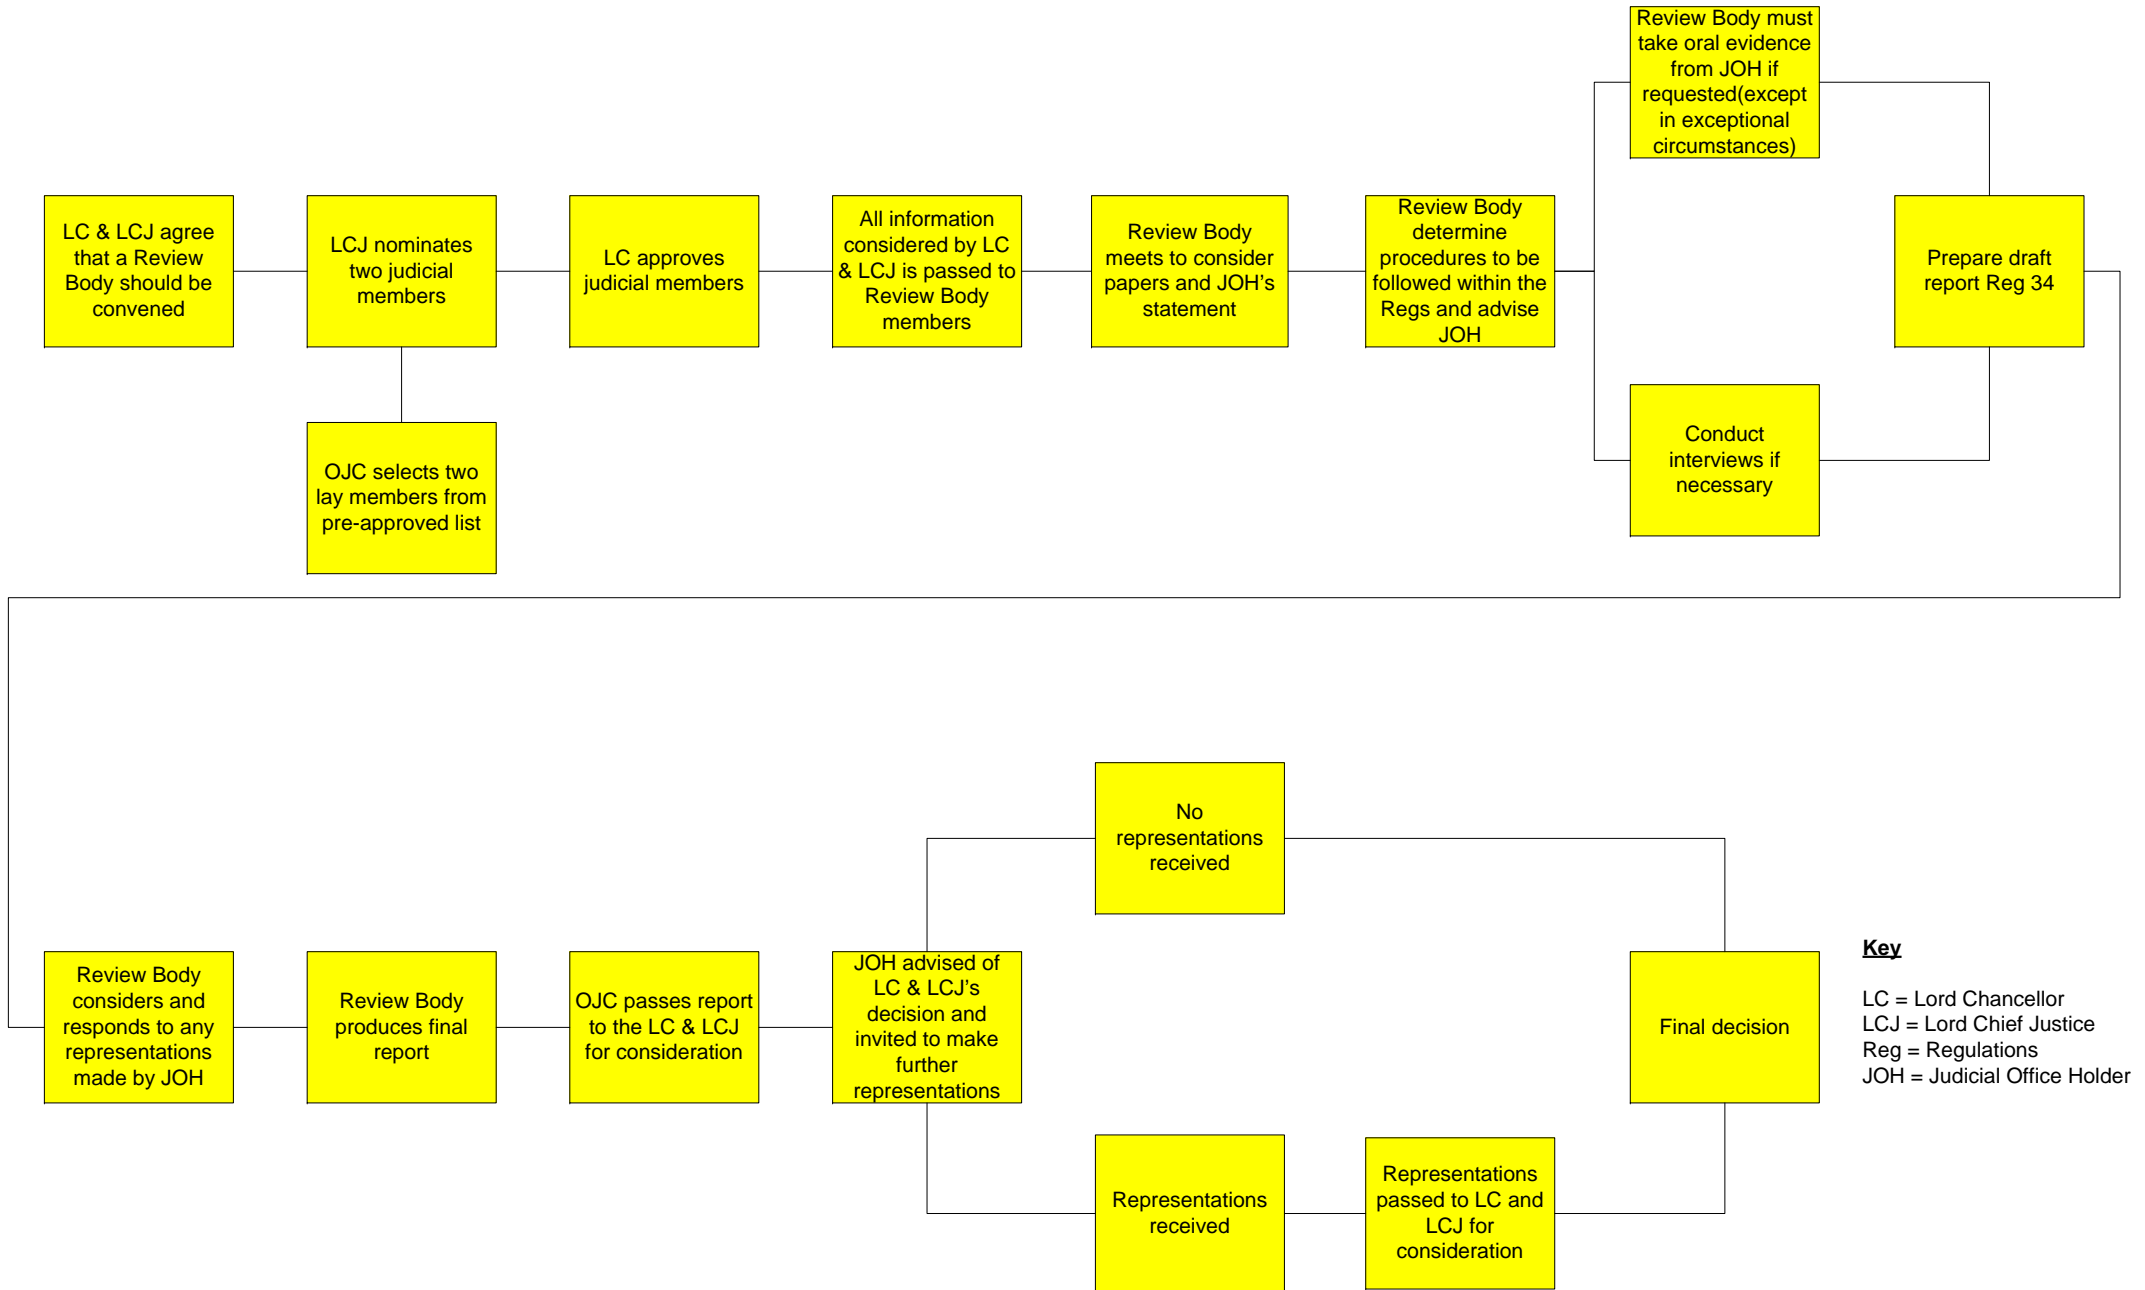 LC & LCJ agree
that a Review
Body should be
convened
LCJ nominates
two judicial
members
OJC selects two
lay members from
pre-approved list
LC approves
judicial members
All information
considered by LC
& LCJ is passed to
Review Body
members
Review Body
meets to consider
papers and JOH’s
statement
Review Body
determine
procedures to be
followed within the
Regs and advise
JOH
Review Body must
take oral evidence
from JOH if
requested(except
in exceptional
circumstances)
Conduct
interviews if
necessary
Prepare draft
report Reg 34
Review Body
considers and
responds to any
representations
made by JOH
Review Body
produces final
report
OJC passes report
to the LC & LCJ
for consideration
JOH advised of
LC & LCJ’s
decision and
invited to make
further
representations
No
representations
received
Representations
received
Representations
passed to LC and
LCJ for
consideration
Final decision
Key
LC = Lord Chancellor
LCJ = Lord Chief Justice
Reg = Regulations
JOH = Judicial Office Holder